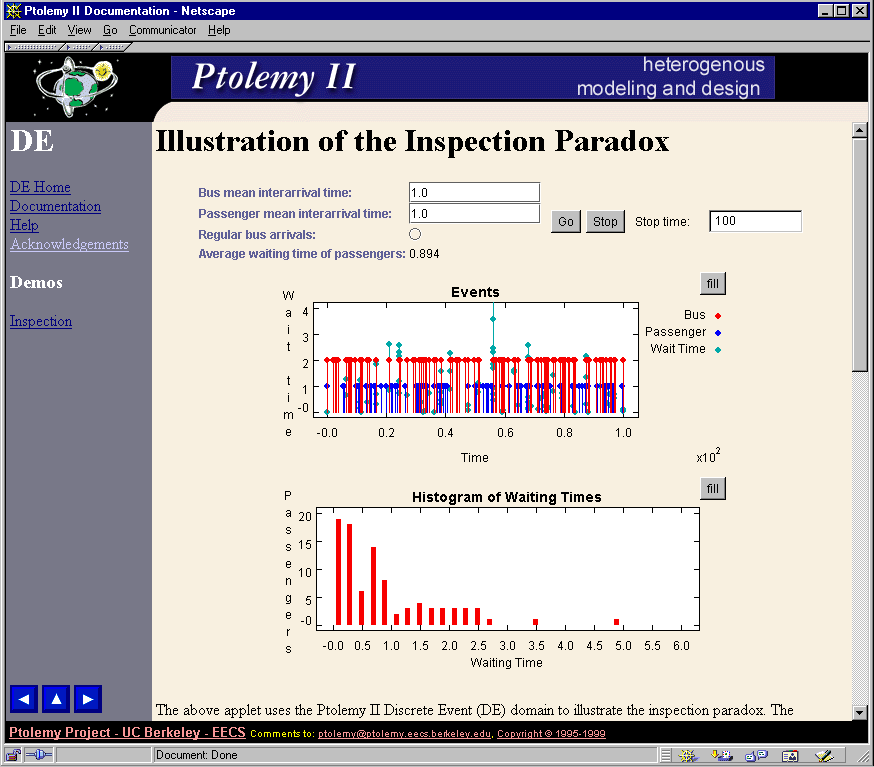 Ptolemy II Documentation - Netscape
File Edit View Go Communicator Help
Ptolemy II
heterogenous
modeling and design
DE
DE Home
Documentation
Help
Acknowledgements
Demos
Inspection
Illustration of the Inspection Paradox
Bus mean interarrival time: 1.0
Passenger mean interarrival time: 1.0
Go Stop Stop time: 100
Regular bus arrivals:
Average waiting time of passengers: 0.894
fill
Events
Wait time
4
3
2
1
-0
-0.0 0.2 0.4 0.6 0.8 1.0
Time
x10²
Bus
Passenger
Wait Time
fill
Histogram of Waiting Times
Passengers
20
15
10
5
-0
-0.0 0.5 1.0 1.5 2.0 2.5 3.0 3.5 4.0 4.5 5.0 5.5 6.0
Waiting Time
The above applet uses the Ptolemy II Discrete Event (DE) domain to illustrate the inspection paradox. The
Ptolemy Project - UC Berkeley - EECS Comments to: ptolemy@ptolemy.eecs.berkeley.edu, Copyright © 1995-1999
Document: Done